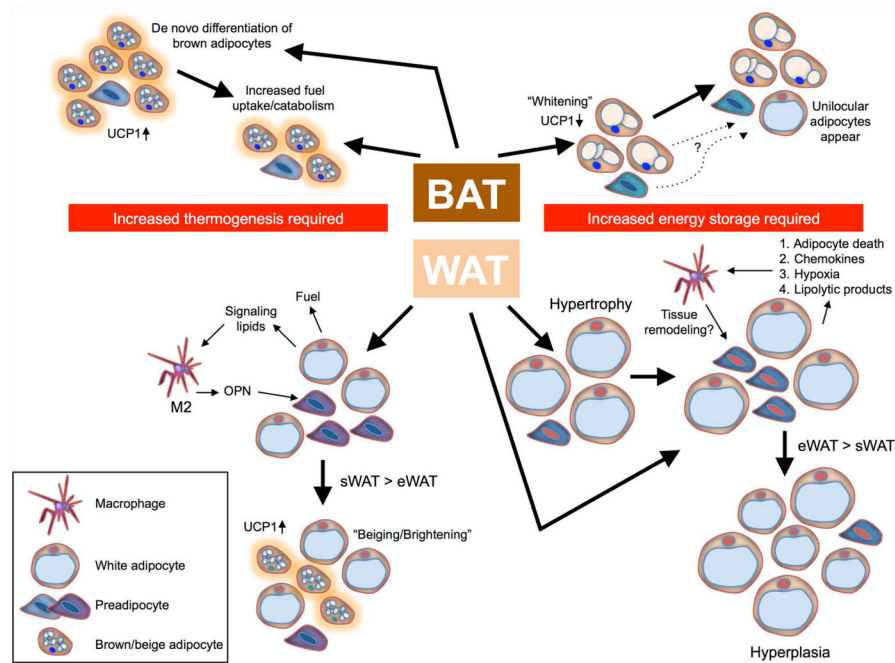 De novo differentiation of
brown adipocytes
Increased fuel
uptake/catabolism
UCP1
"Whitening"
UCP1
?
Unilocular
adipocytes
appear
BAT
Increased thermogenesis required
Increased energy storage required
WAT
1. Adipocyte death
2. Chemokines
3. Hypoxia
4. Lipolytic products
Tissue
remodeling?
Hypertrophy
Fuel
Signaling
lipids
M2
OPN
sWAT > eWAT
eWAT > sWAT
UCP1
"Beiging/Brightening"
Hyperplasia
Macrophage
White adipocyte
Preadipocyte
Brown/beige adipocyte